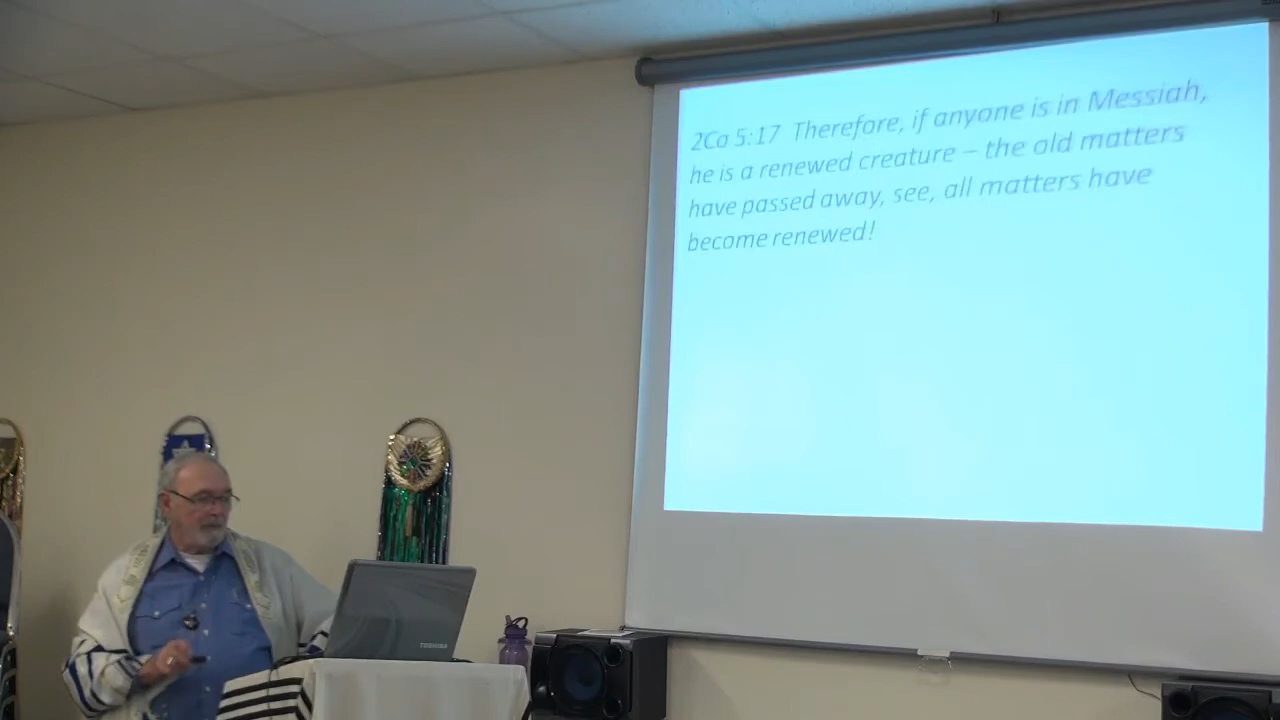 2Co 5:17 Therefore, if anyone is in Messiah,
he is a renewed creature – the old matters
have passed away, see, all matters have
become renewed!
TOSHIBA